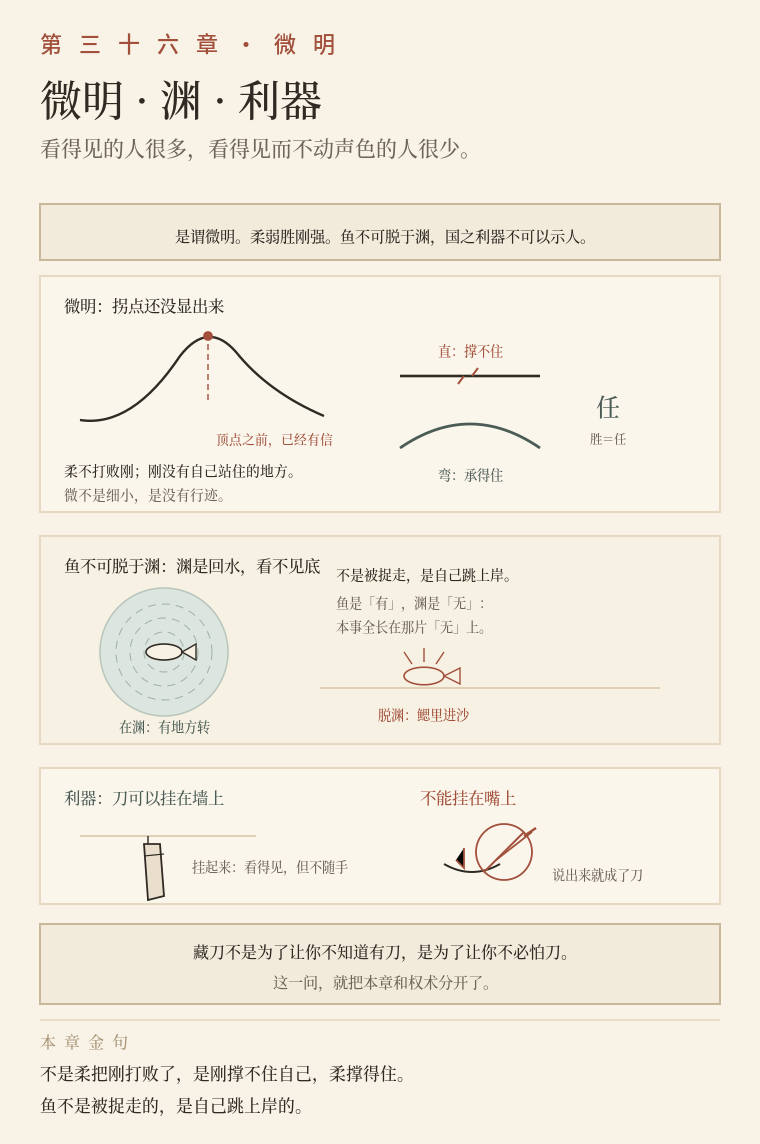 第三十六章·微明
微明·渊·利器
看得见的人很多，看得见而不动声色的人很少。
是谓微明。柔弱胜刚强。鱼不可脱于渊，国之利器不可以示人。
微明：拐点还没显出来
直：撑不住
任
胜＝任
顶点之前，已经有信
柔不打败刚；刚没有自己站住的地方。
弯：承得住
微不是细小，是没有行迹。
鱼不可脱于渊：渊是回水，看不见底
不是被捉走，是自己跳上岸。
鱼是「有」，渊是「无」：
本事全长在那片「无」上。
在渊：有地方转
脱渊：鳃里进沙
利器：刀可以挂在墙上
不能挂在嘴上
挂起来：看得见，但不随手
说出来就成了刀
藏刀不是为了让你不知道有刀，是为了让你不必怕刀。
这一问，就把本章和权术分开了。
本章金句
不是柔把刚打败了，是刚撑不住自己，柔撑得住。
鱼不是被捉走的，是自己跳上岸的。